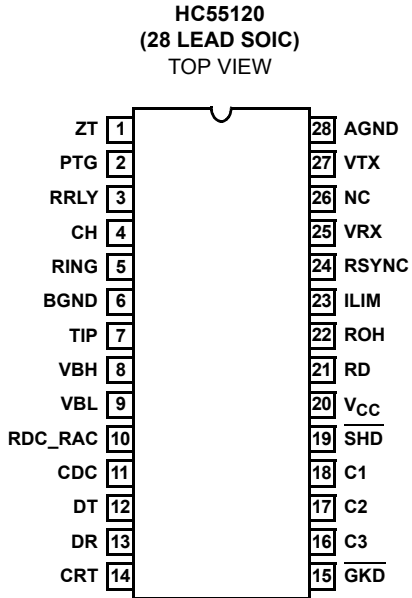 HC55120
(28 LEAD SOIC)
TOP VIEW
ZT 1 28 AGND
PTG 2 27 VTX
RRLY 3 26 NC
CH 4 25 VRX
RING 5 24 RSYNC
BGND 6 23 ILIM
TIP 7 22 ROH
VBH 8 21 RD
VBL 9 20 VCC
RDC_RAC 10 19 SHD
CDC 11 18 C1
DT 12 17 C2
DR 13 16 C3
CRT 14 15 GKD